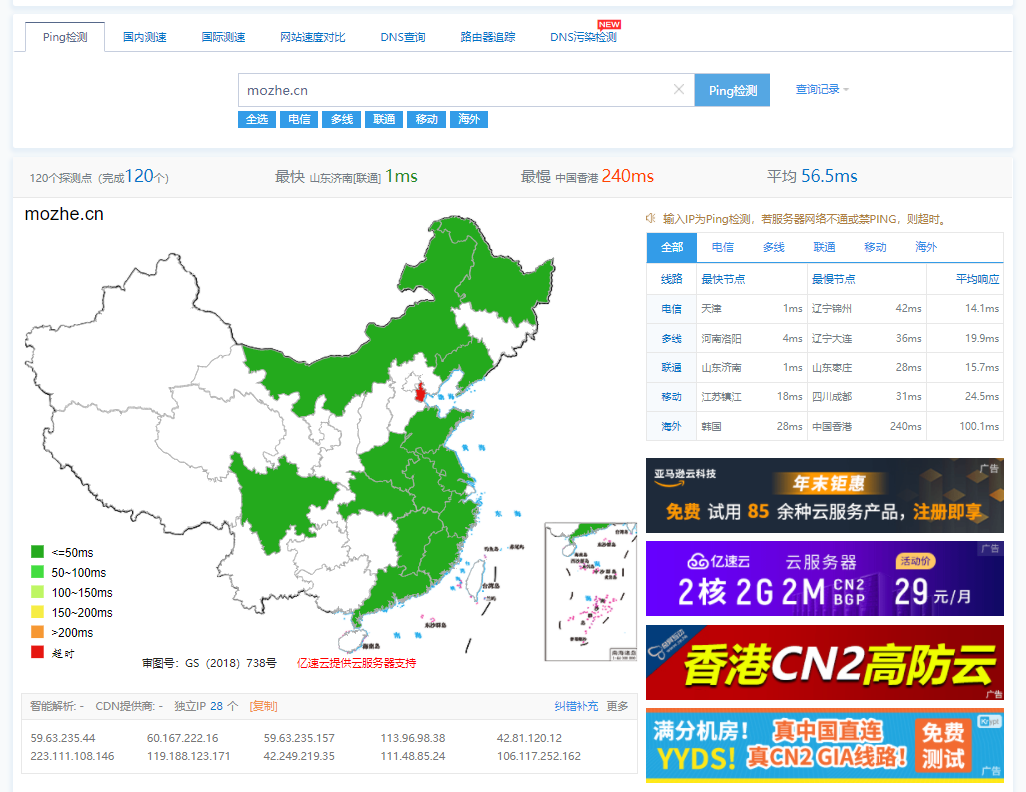 Ping检测 国内测速 国际测速 网站速度对比 DNS查询 路由器追踪 DNS污染检测 NEW
mozhe.cn × Ping检测 查询记录
全选 电信 多线 联通 移动 海外
120个探测点 (完成120个) 最快 山东济南[联通] 1ms 最慢 中国香港 240ms 平均 56.5ms
mozhe.cn
输入IP为Ping检测，若服务器网络不通或禁PING，则超时。
全部 电信 多线 联通 移动 海外
线路 最快节点 最慢节点 平均响应
电信 天津 1ms 辽宁锦州 42ms 14.1ms
多线 河南洛阳 4ms 辽宁大连 36ms 19.9ms
联通 山东济南 1ms 山东枣庄 28ms 15.7ms
移动 江苏镇江 18ms 四川成都 31ms 24.5ms
海外 韩国 28ms 中国香港 240ms 100.1ms
黄 海
东 海
台湾岛
东沙群岛
海南岛
南 海
<=50ms
50~100ms
100~150ms
150~200ms
>200ms
超时
审图号：GS（2018）738号 亿速云提供云服务器支持
亚马逊云科技
年末钜惠
广告
免费 试用 85 余种云服务产品，注册即享
亿速云 云服务器 活动价
广告
2核 2G 2M CN2 BGP 29元/月
香港CN2高防云
广告
满分机房！ 真中国直连 免费
YYDS! 真CN2 GIA线路! 测试
广告
智能解析: - CDN提供商: - 独立IP 28 个 [复制] 纠错补充 更多
59.63.235.44 60.167.222.16 59.63.235.157 113.96.98.38 42.81.120.12
223.111.108.146 119.188.123.171 42.249.219.35 111.48.85.24 106.117.252.162